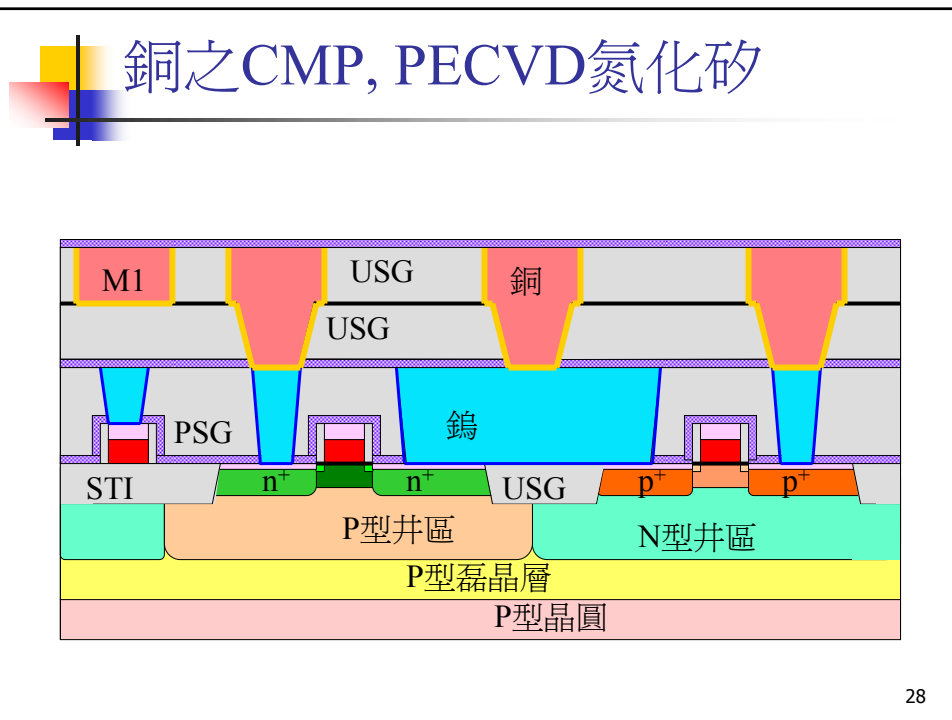 銅之CMP, PECVD氮化矽
M1
USG
銅
USG
PSG
鎢
STI
n+
n+
USG
p+
p+
P型井區
N型井區
P型磊晶層
P型晶圓
28